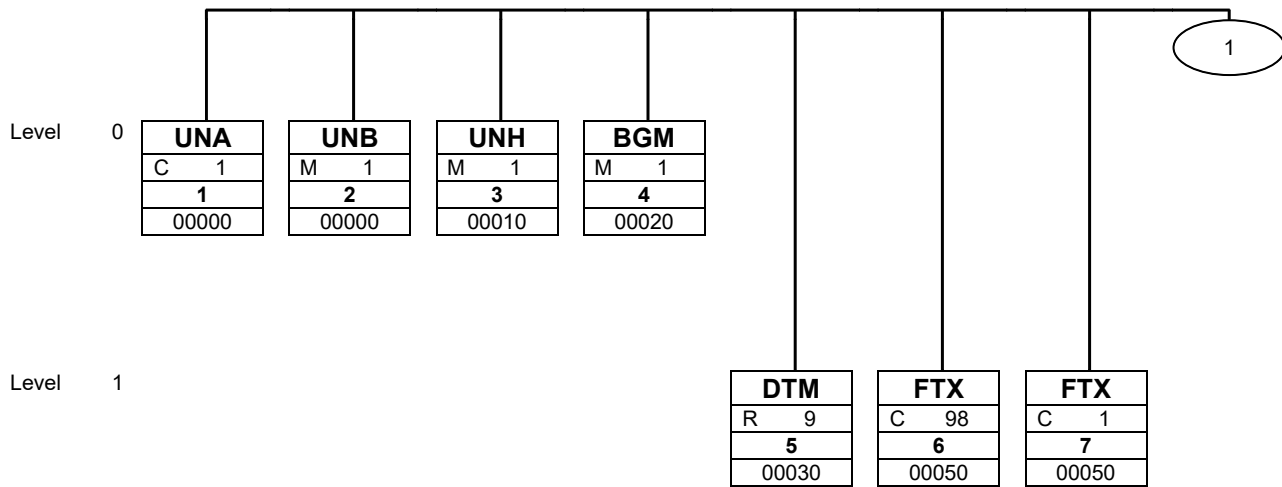 1
Level 0
UNA UNB UNH BGM
C 1 M 1 M 1 M 1
1 2 3 4
00000 00000 00010 00020
Level 1
DTM FTX FTX
R 9 C 98 C 1
5 6 7
00030 00050 00050